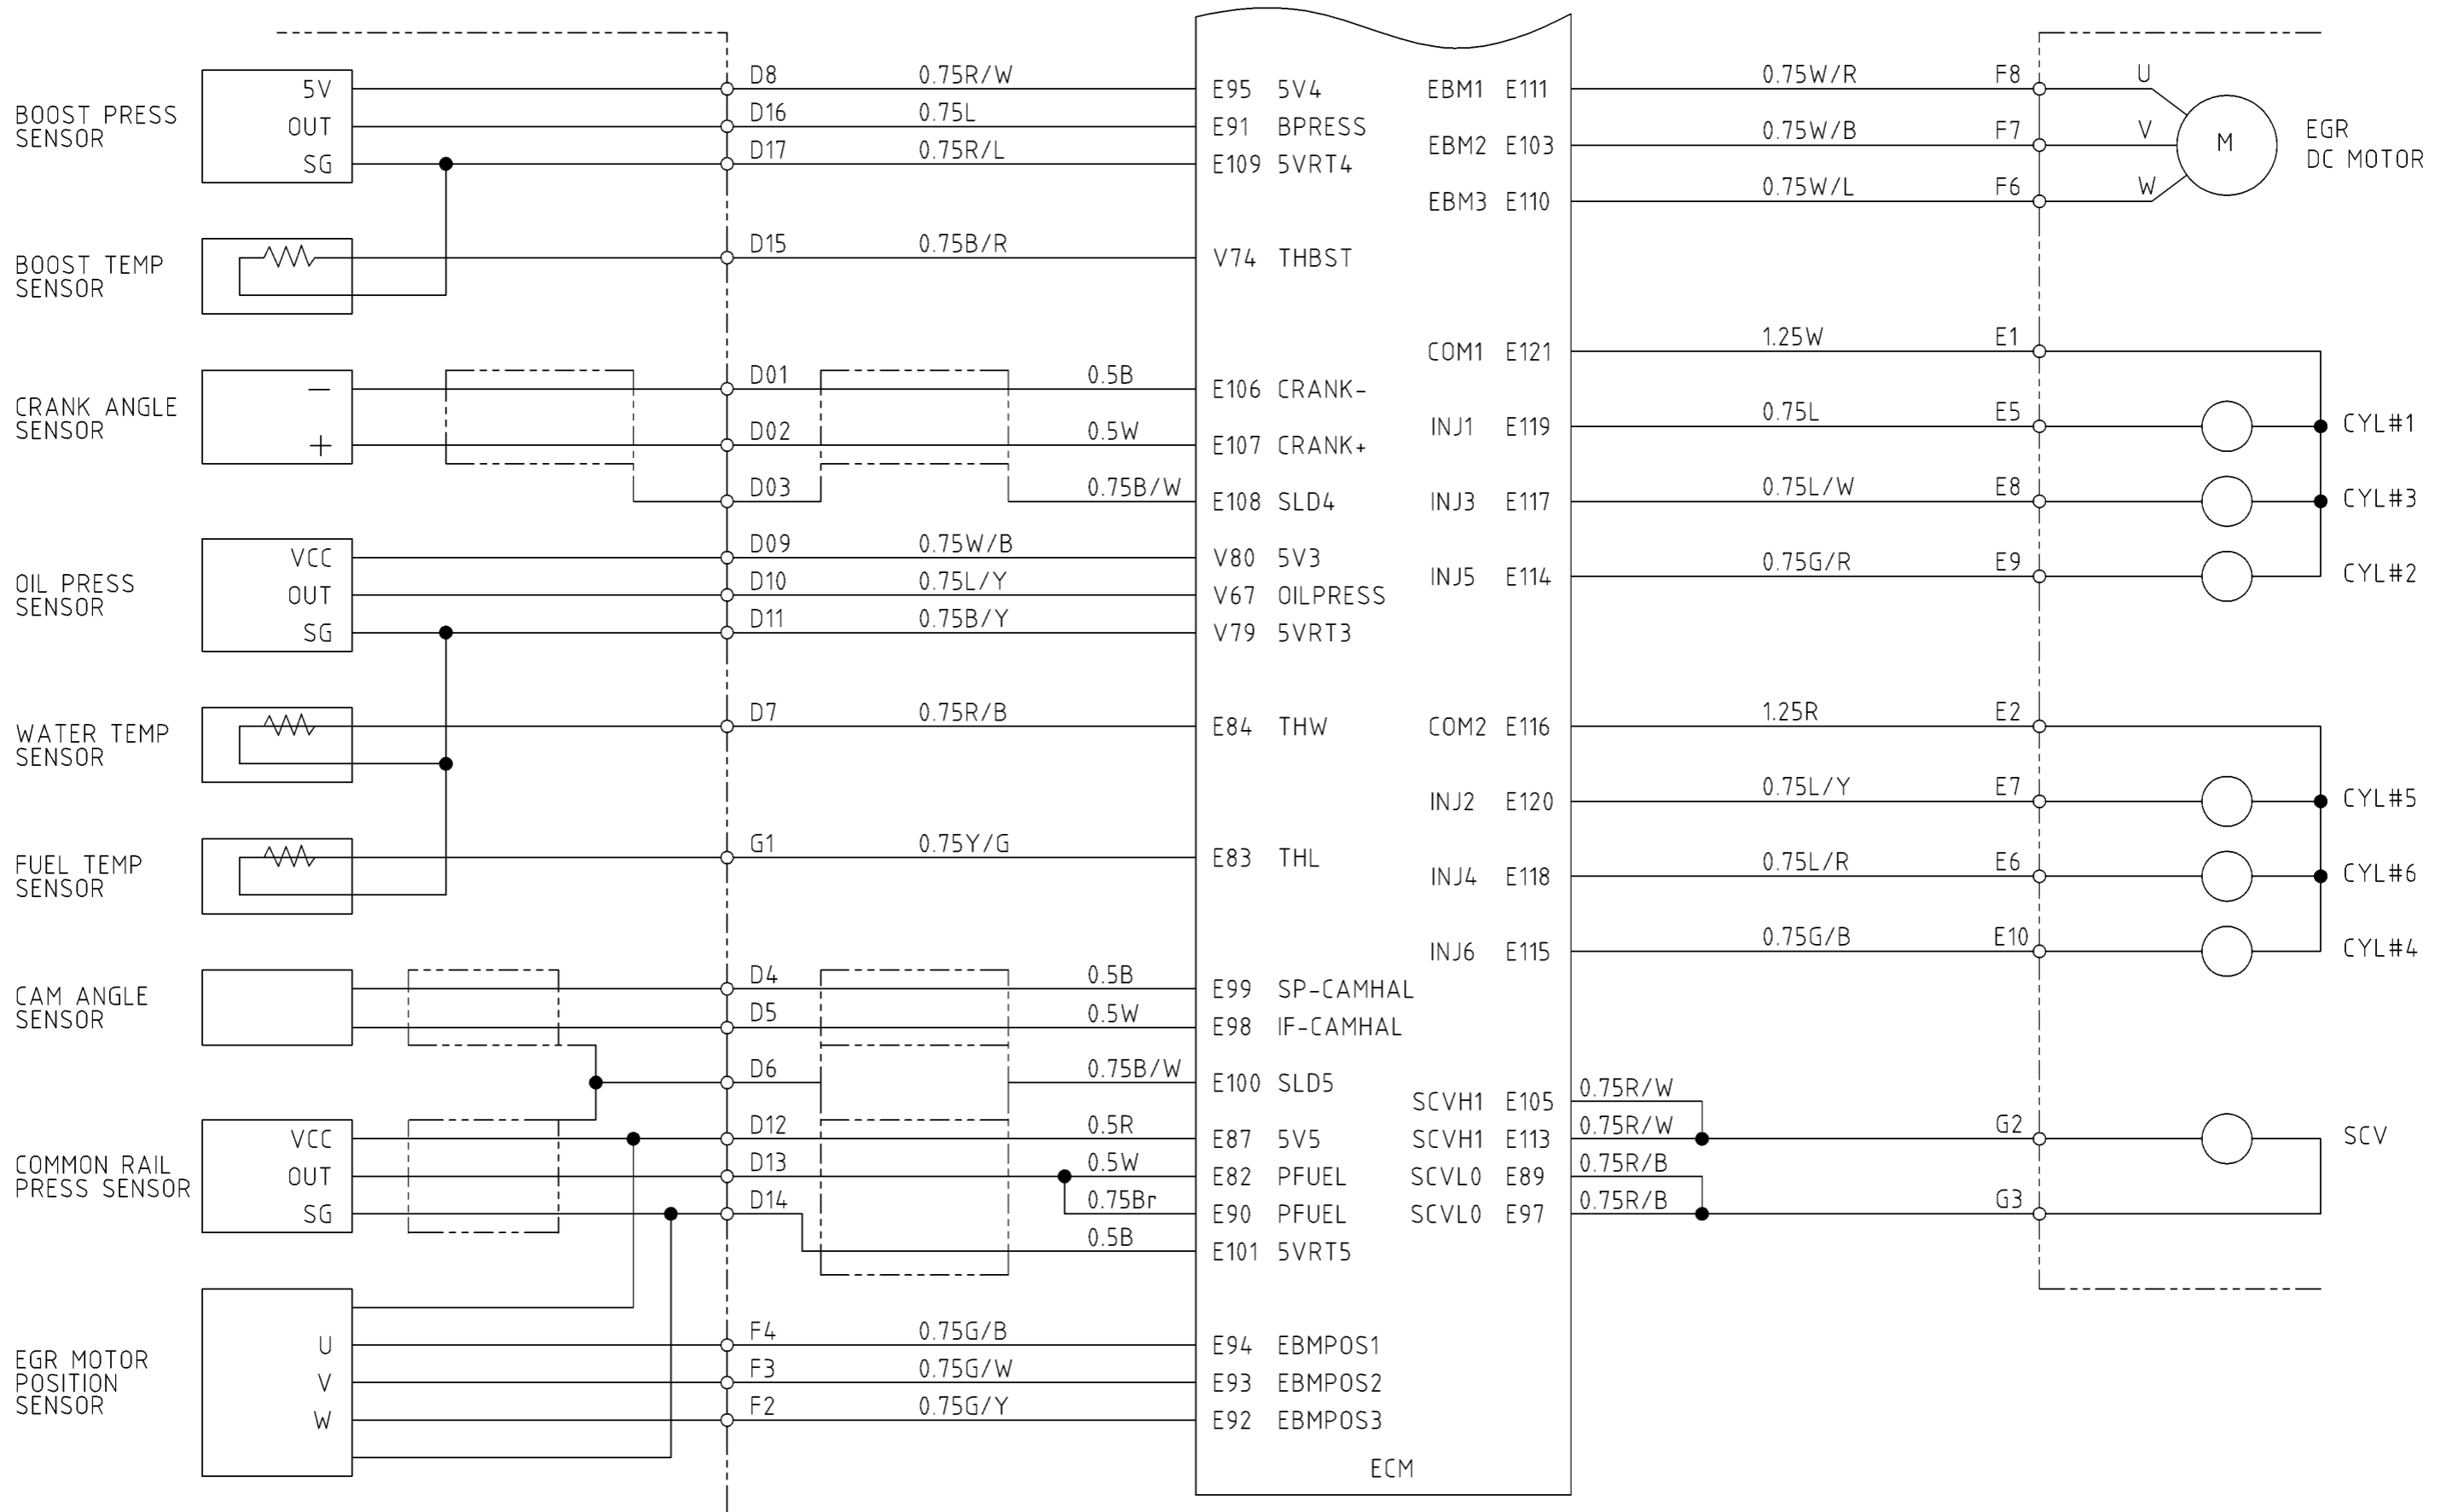 BOOST PRESS
SENSOR
5V
OUT
SG
D8 0.75R/W
D16 0.75L
D17 0.75R/L
E95 5V4
E91 BPRESS
E109 5VRT4
BOOST TEMP
SENSOR
D15 0.75B/R
V74 THBST
CRANK ANGLE
SENSOR
−
+
D01 0.5B
D02 0.5W
D03 0.75B/W
E106 CRANK-
E107 CRANK+
E108 SLD4
OIL PRESS
SENSOR
VCC
OUT
SG
D09 0.75W/B
D10 0.75L/Y
D11 0.75B/Y
V80 5V3
V67 OILPRESS
V79 5VRT3
WATER TEMP
SENSOR
D7 0.75R/B
E84 THW
FUEL TEMP
SENSOR
G1 0.75Y/G
E83 THL
CAM ANGLE
SENSOR
D4 0.5B
D5 0.5W
D6 0.75B/W
E99 SP-CAMHAL
E98 IF-CAMHAL
E100 SLD5
COMMON RAIL
PRESS SENSOR
VCC
OUT
SG
D12 0.5R
D13 0.5W
D14 0.75Br
0.5B
E87 5V5
E82 PFUEL
E90 PFUEL
E101 5VRT5
EGR MOTOR
POSITION
SENSOR
U
V
W
F4 0.75G/B
F3 0.75G/W
F2 0.75G/Y
E94 EBMPOS1
E93 EBMPOS2
E92 EBMPOS3
ECM
EBM1 E111 0.75W/R F8 U
EBM2 E103 0.75W/B F7 V
EBM3 E110 0.75W/L F6 W
M
EGR
DC MOTOR
COM1 E121 1.25W E1
INJ1 E119 0.75L E5 CYL#1
INJ3 E117 0.75L/W E8 CYL#3
INJ5 E114 0.75G/R E9 CYL#2
COM2 E116 1.25R E2
INJ2 E120 0.75L/Y E7 CYL#5
INJ4 E118 0.75L/R E6 CYL#6
INJ6 E115 0.75G/B E10 CYL#4
SCVH1 E105 0.75R/W
SCVH1 E113 0.75R/W G2 SCV
SCVL0 E89 0.75R/B
SCVL0 E97 0.75R/B G3